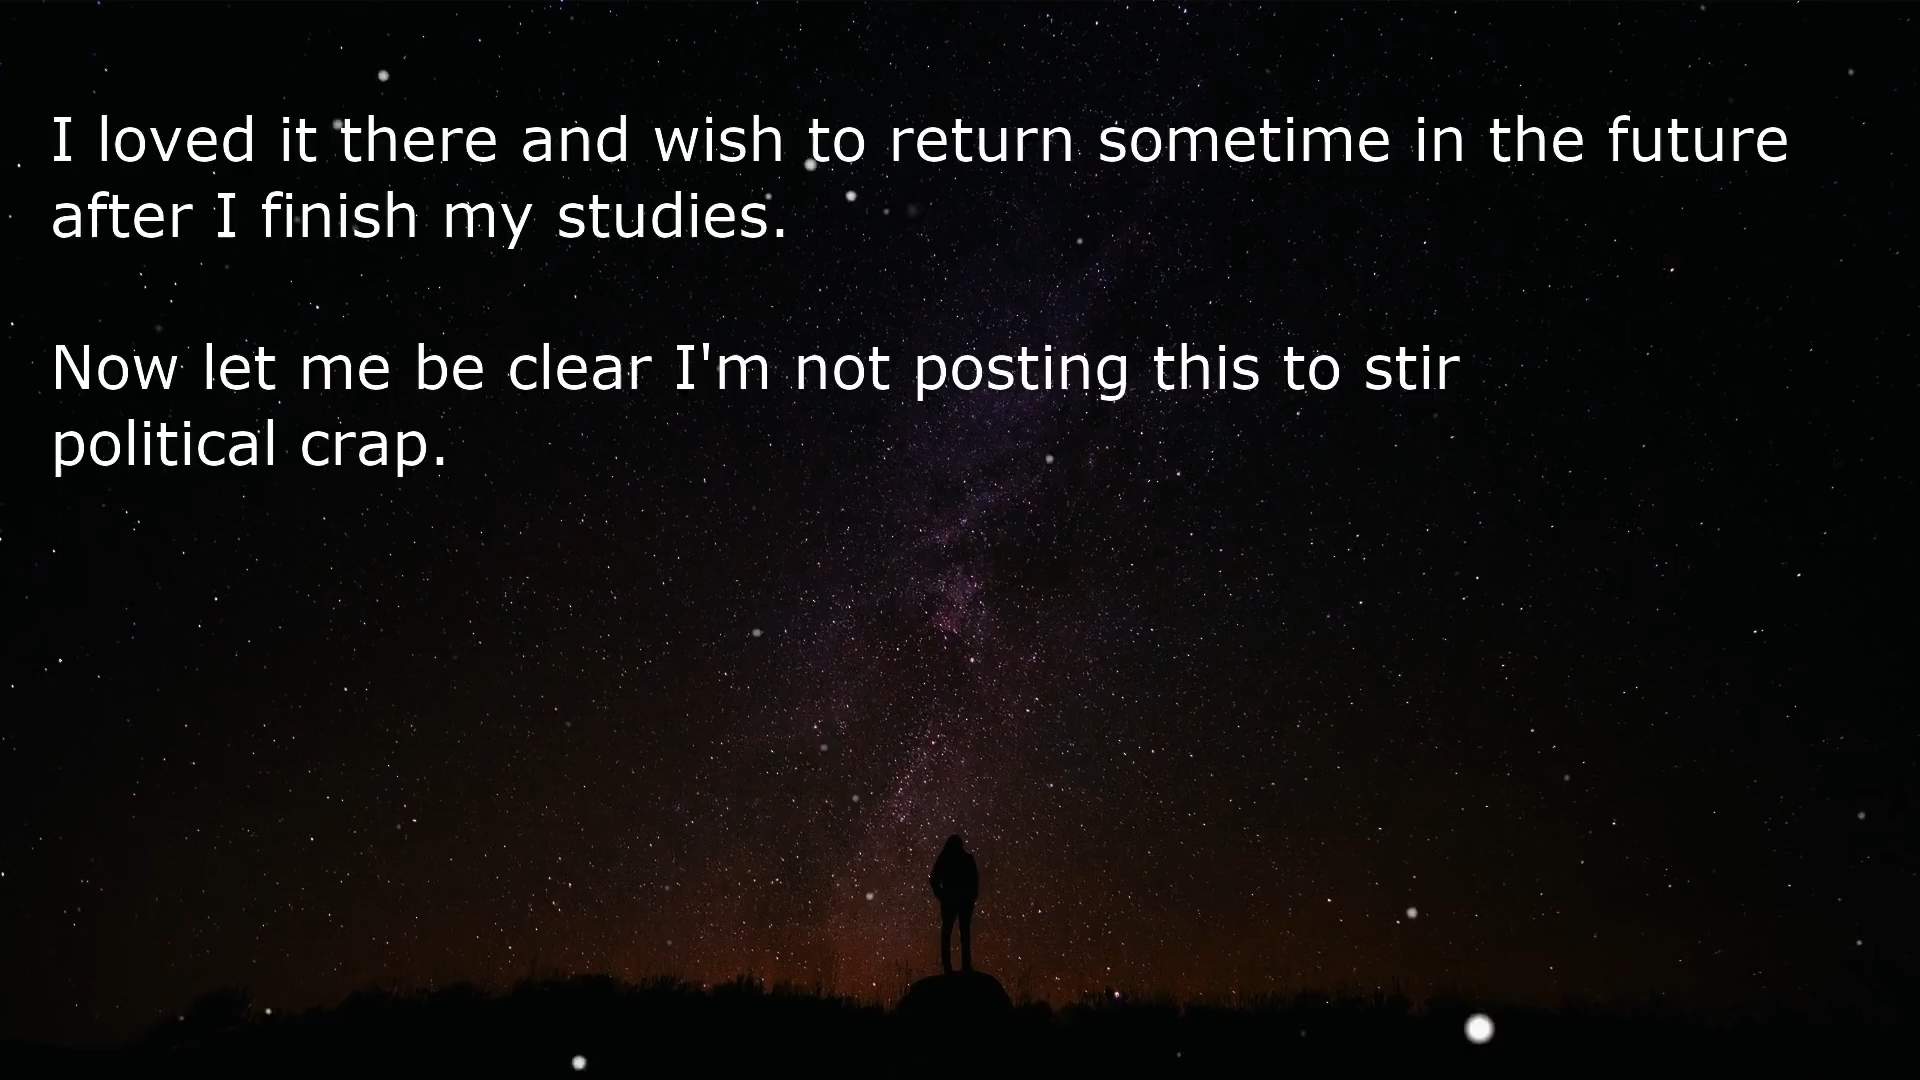 I loved it there and wish to return sometime in the future
after I finish my studies.
Now let me be clear I'm not posting this to stir
political crap.